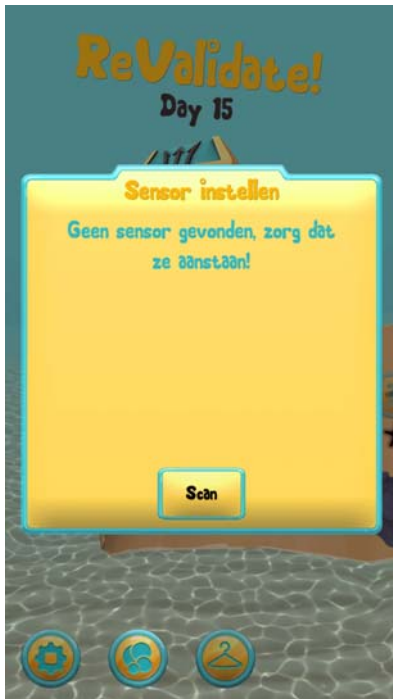 ReValidate!
Day 15
Sensor instellen
Geen sensor gevonden, zorg dat
ze aanstaan!
Scan